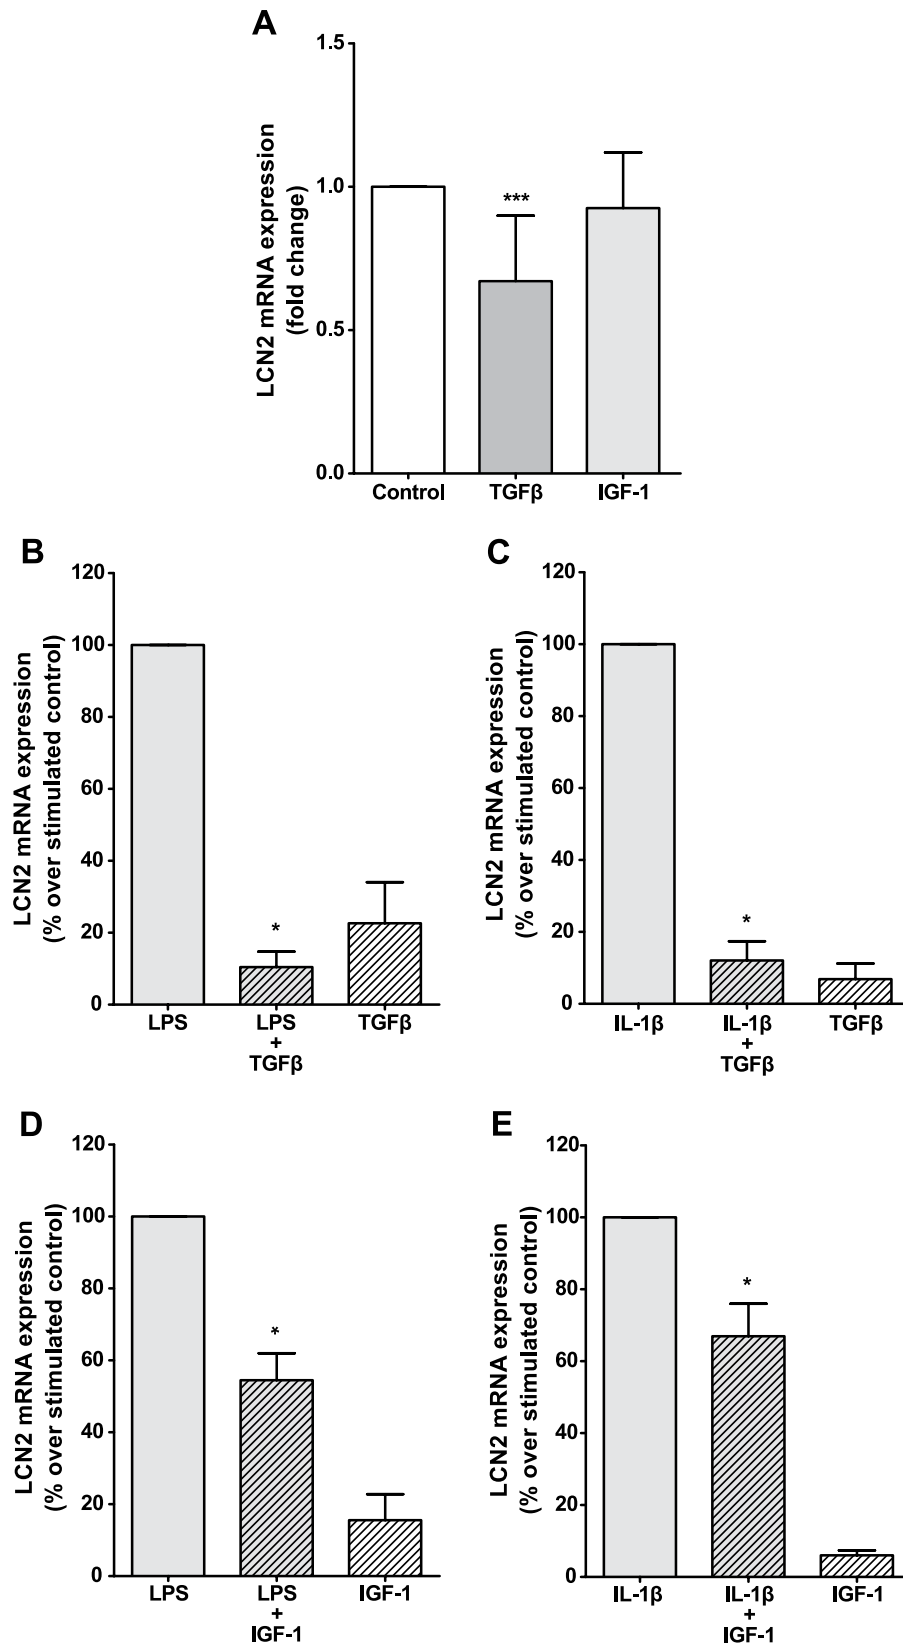 A
LCN2 mRNA expression
(fold change)
1.5
1.0
0.5
0.0
***
Control
TGFβ
IGF-1
B
LCN2 mRNA expression
(% over stimulated control)
120
100
80
60
40
20
0
*
LPS
LPS
+
TGFβ
TGFβ
C
LCN2 mRNA expression
(% over stimulated control)
120
100
80
60
40
20
0
*
IL-1β
IL-1β
+
TGFβ
TGFβ
D
LCN2 mRNA expression
(% over stimulated control)
120
100
80
60
40
20
0
*
LPS
LPS
+
IGF-1
IGF-1
E
LCN2 mRNA expression
(% over stimulated control)
120
100
80
60
40
20
0
*
IL-1β
IL-1β
+
IGF-1
IGF-1